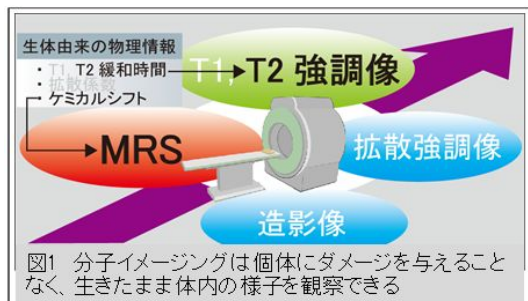 生体由来の物理情報
・T1, T2 緩和時間
・拡散係数
・ケミカルシフト
T1, T2 強調像
MRS
拡散強調像
造影像
図1 分子イメージングは個体にダメージを与えること
なく、生きたまま体内の様子を観察できる